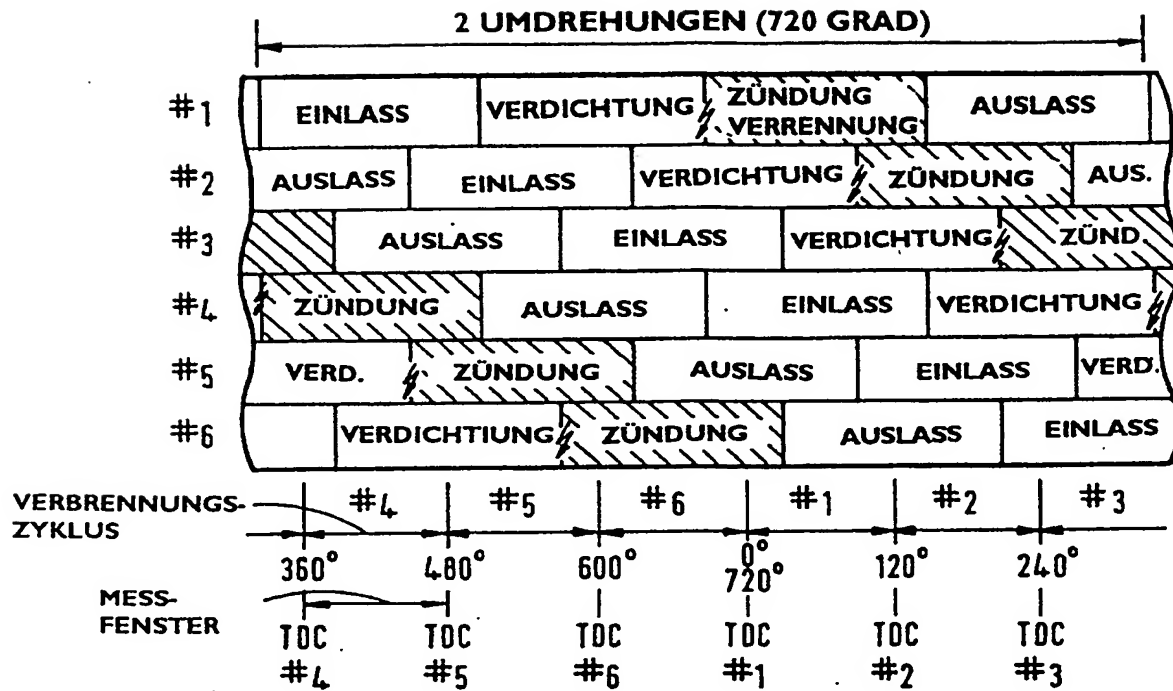 2 UMDREHUNGEN (720 GRAD)
#1 EINLASS VERDICHTUNG ZÜNDUNG VERRENNUNG AUSLASS
#2 AUSLASS EINLASS VERDICHTUNG ZÜNDUNG AUS.
#3 AUSLASS EINLASS VERDICHTUNG ZÜND.
#4 ZÜNDUNG AUSLASS EINLASS VERDICHTUNG
#5 VERD. ZÜNDUNG AUSLASS EINLASS VERD.
#6 VERDICHTIUNG ZÜNDUNG AUSLASS EINLASS
VERBRENNUNGS-
ZYKLUS
#4 #5 #6 #1 #2 #3
360° 480° 600° 0° 120° 240°
720°
MESS-
FENSTER
TDC TDC TDC TDC TDC TDC
#4 #5 #6 #1 #2 #3